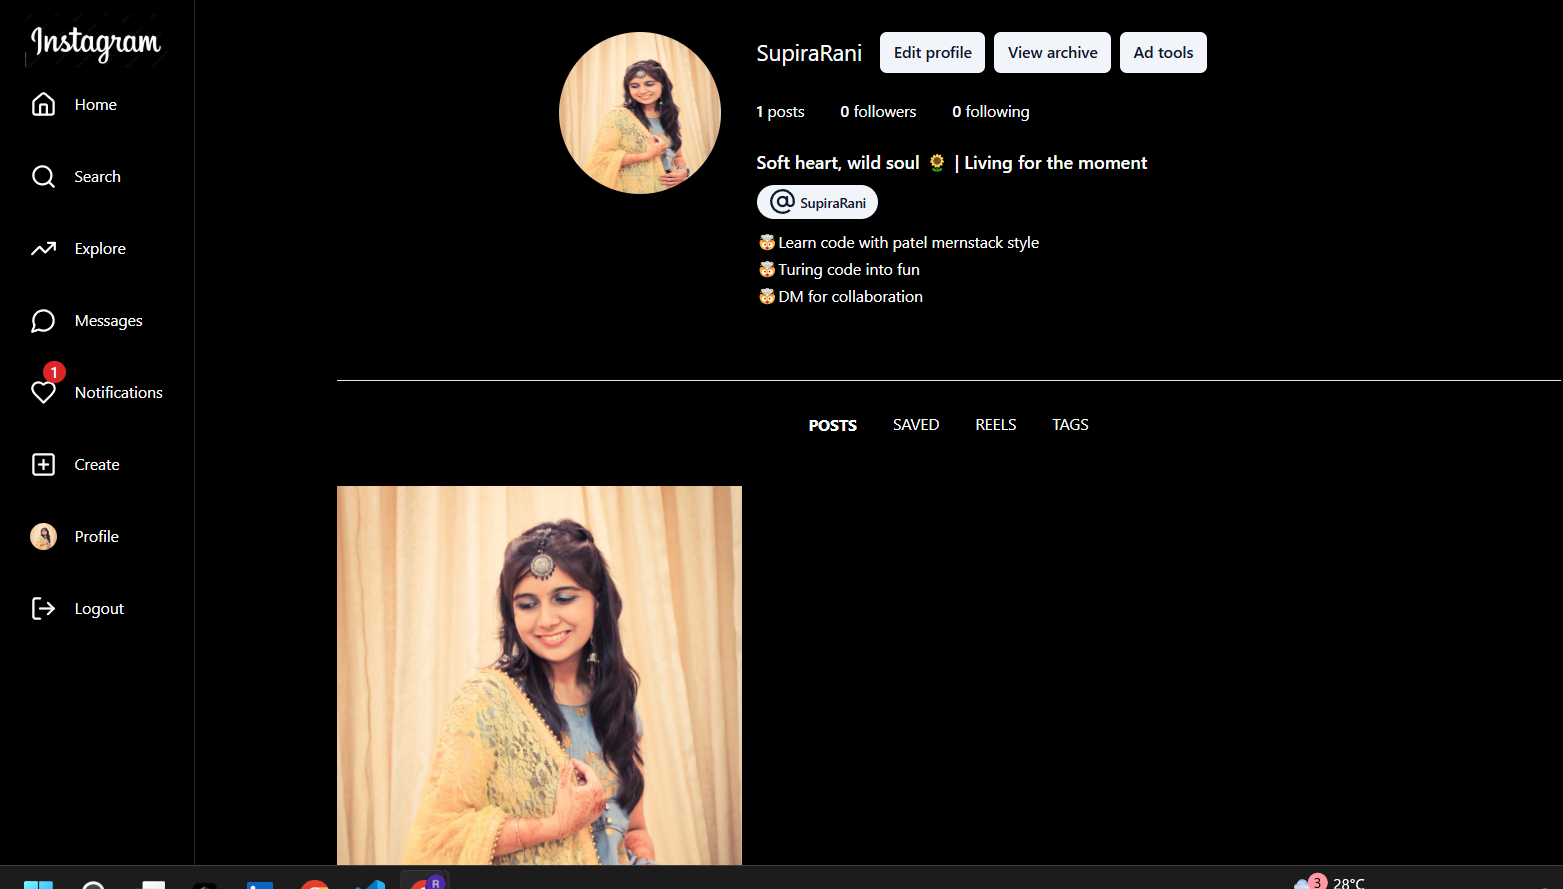 Instagram
Home
Search
Explore
Messages
1
Notifications
Create
Profile
Logout
SupiraRani
Edit profile
View archive
Ad tools
1 posts
0 followers
0 following
Soft heart, wild soul 🌻 | Living for the moment
SupiraRani
🤯Learn code with patel mernstack style
🤯Turing code into fun
🤯DM for collaboration
POSTS
SAVED
REELS
TAGS
R
3
28°C